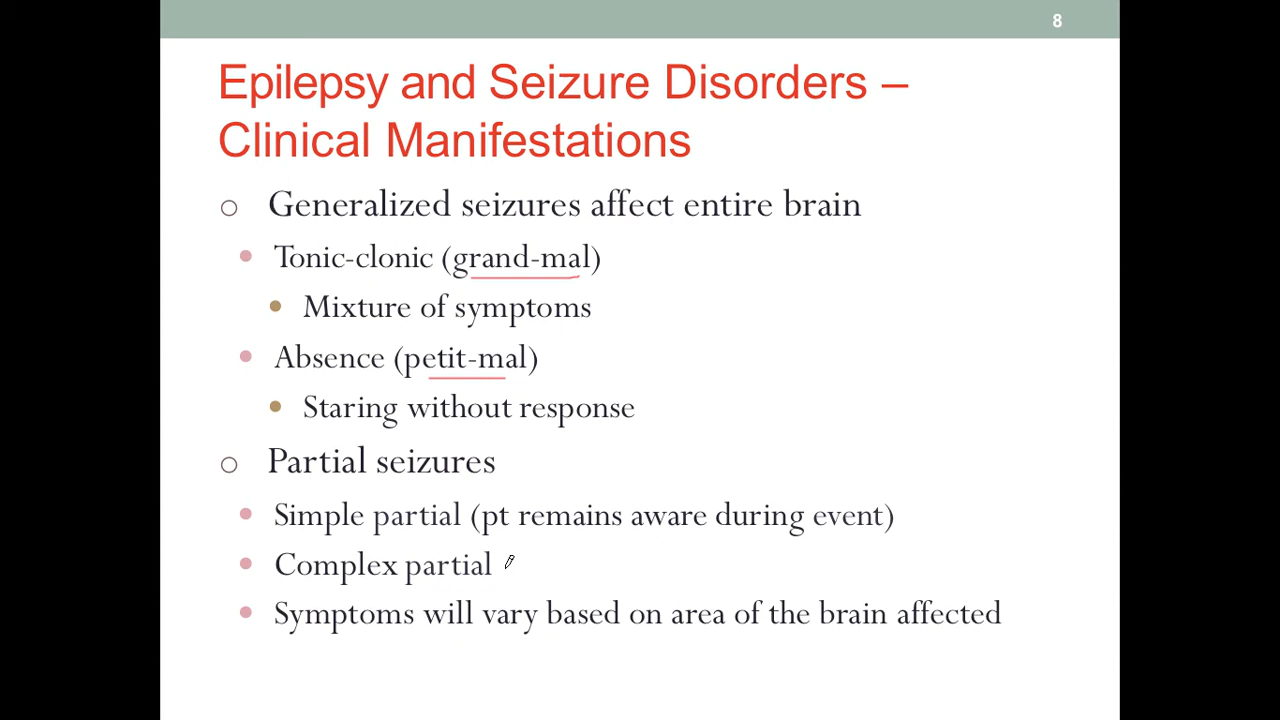 8
Epilepsy and Seizure Disorders –
Clinical Manifestations
Generalized seizures affect entire brain
Tonic-clonic (grand-mal)
Mixture of symptoms
Absence (petit-mal)
Staring without response
Partial seizures
Simple partial (pt remains aware during event)
Complex partial
Symptoms will vary based on area of the brain affected